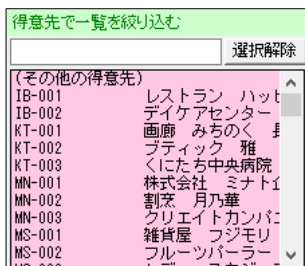 得意先で一覧を絞り込む
選択解除
(その他の得意先)
IB-001 レストラン ハッピ
IB-002 デイケアセンター
KT-001 画廊 みちのく
KT-002 ブティック 雅
KT-003 くにたち中央病院
MN-001 株式会社 ミナト
MN-002 割烹 月乃華
MN-003 クリエイトカンパニ
MS-001 雑貨屋 フジモリ
MS-002 フルーツパーラー